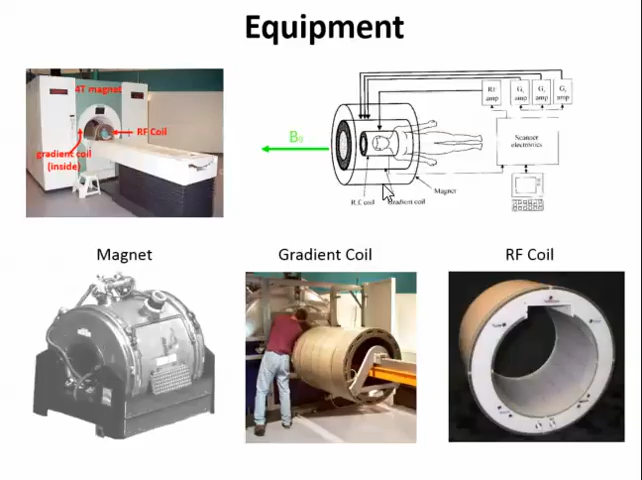 Equipment
4T magnet
RF Coil
gradient coil
(inside)
B₀
RF
amp
Gx
amp
Gy
amp
Gz
amp
Scanner
electronics
Magnet
R.F. coil
Gradient coil
Magnet
Gradient Coil
RF Coil